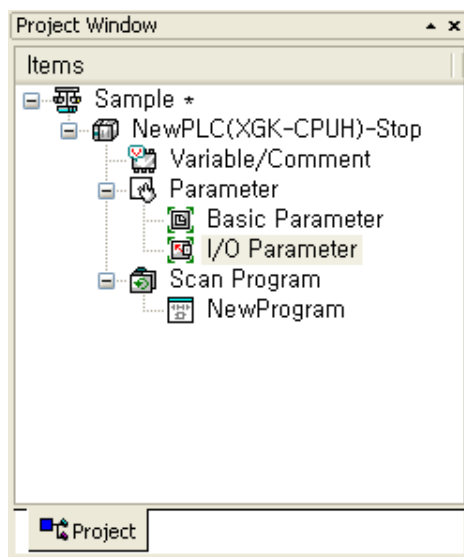 Project Window
Items
Sample *
NewPLC(XGK-CPUH)-Stop
Variable/Comment
Parameter
Basic Parameter
I/O Parameter
Scan Program
NewProgram
Project